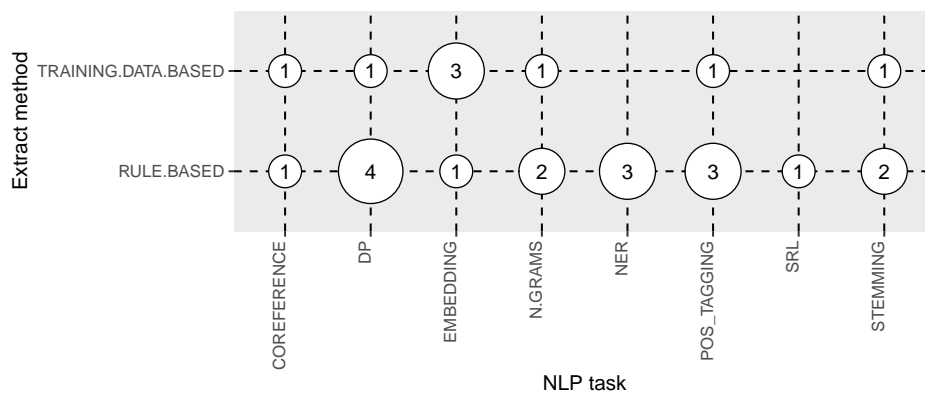 Extract method
TRAINING.DATA.BASED
1 1 3 1 1 1
RULE.BASED
1 4 1 2 3 3 1 2
COREFERENCE
DP
EMBEDDING
N.GRAMS
NER
POS_TAGGING
SRL
STEMMING
NLP task